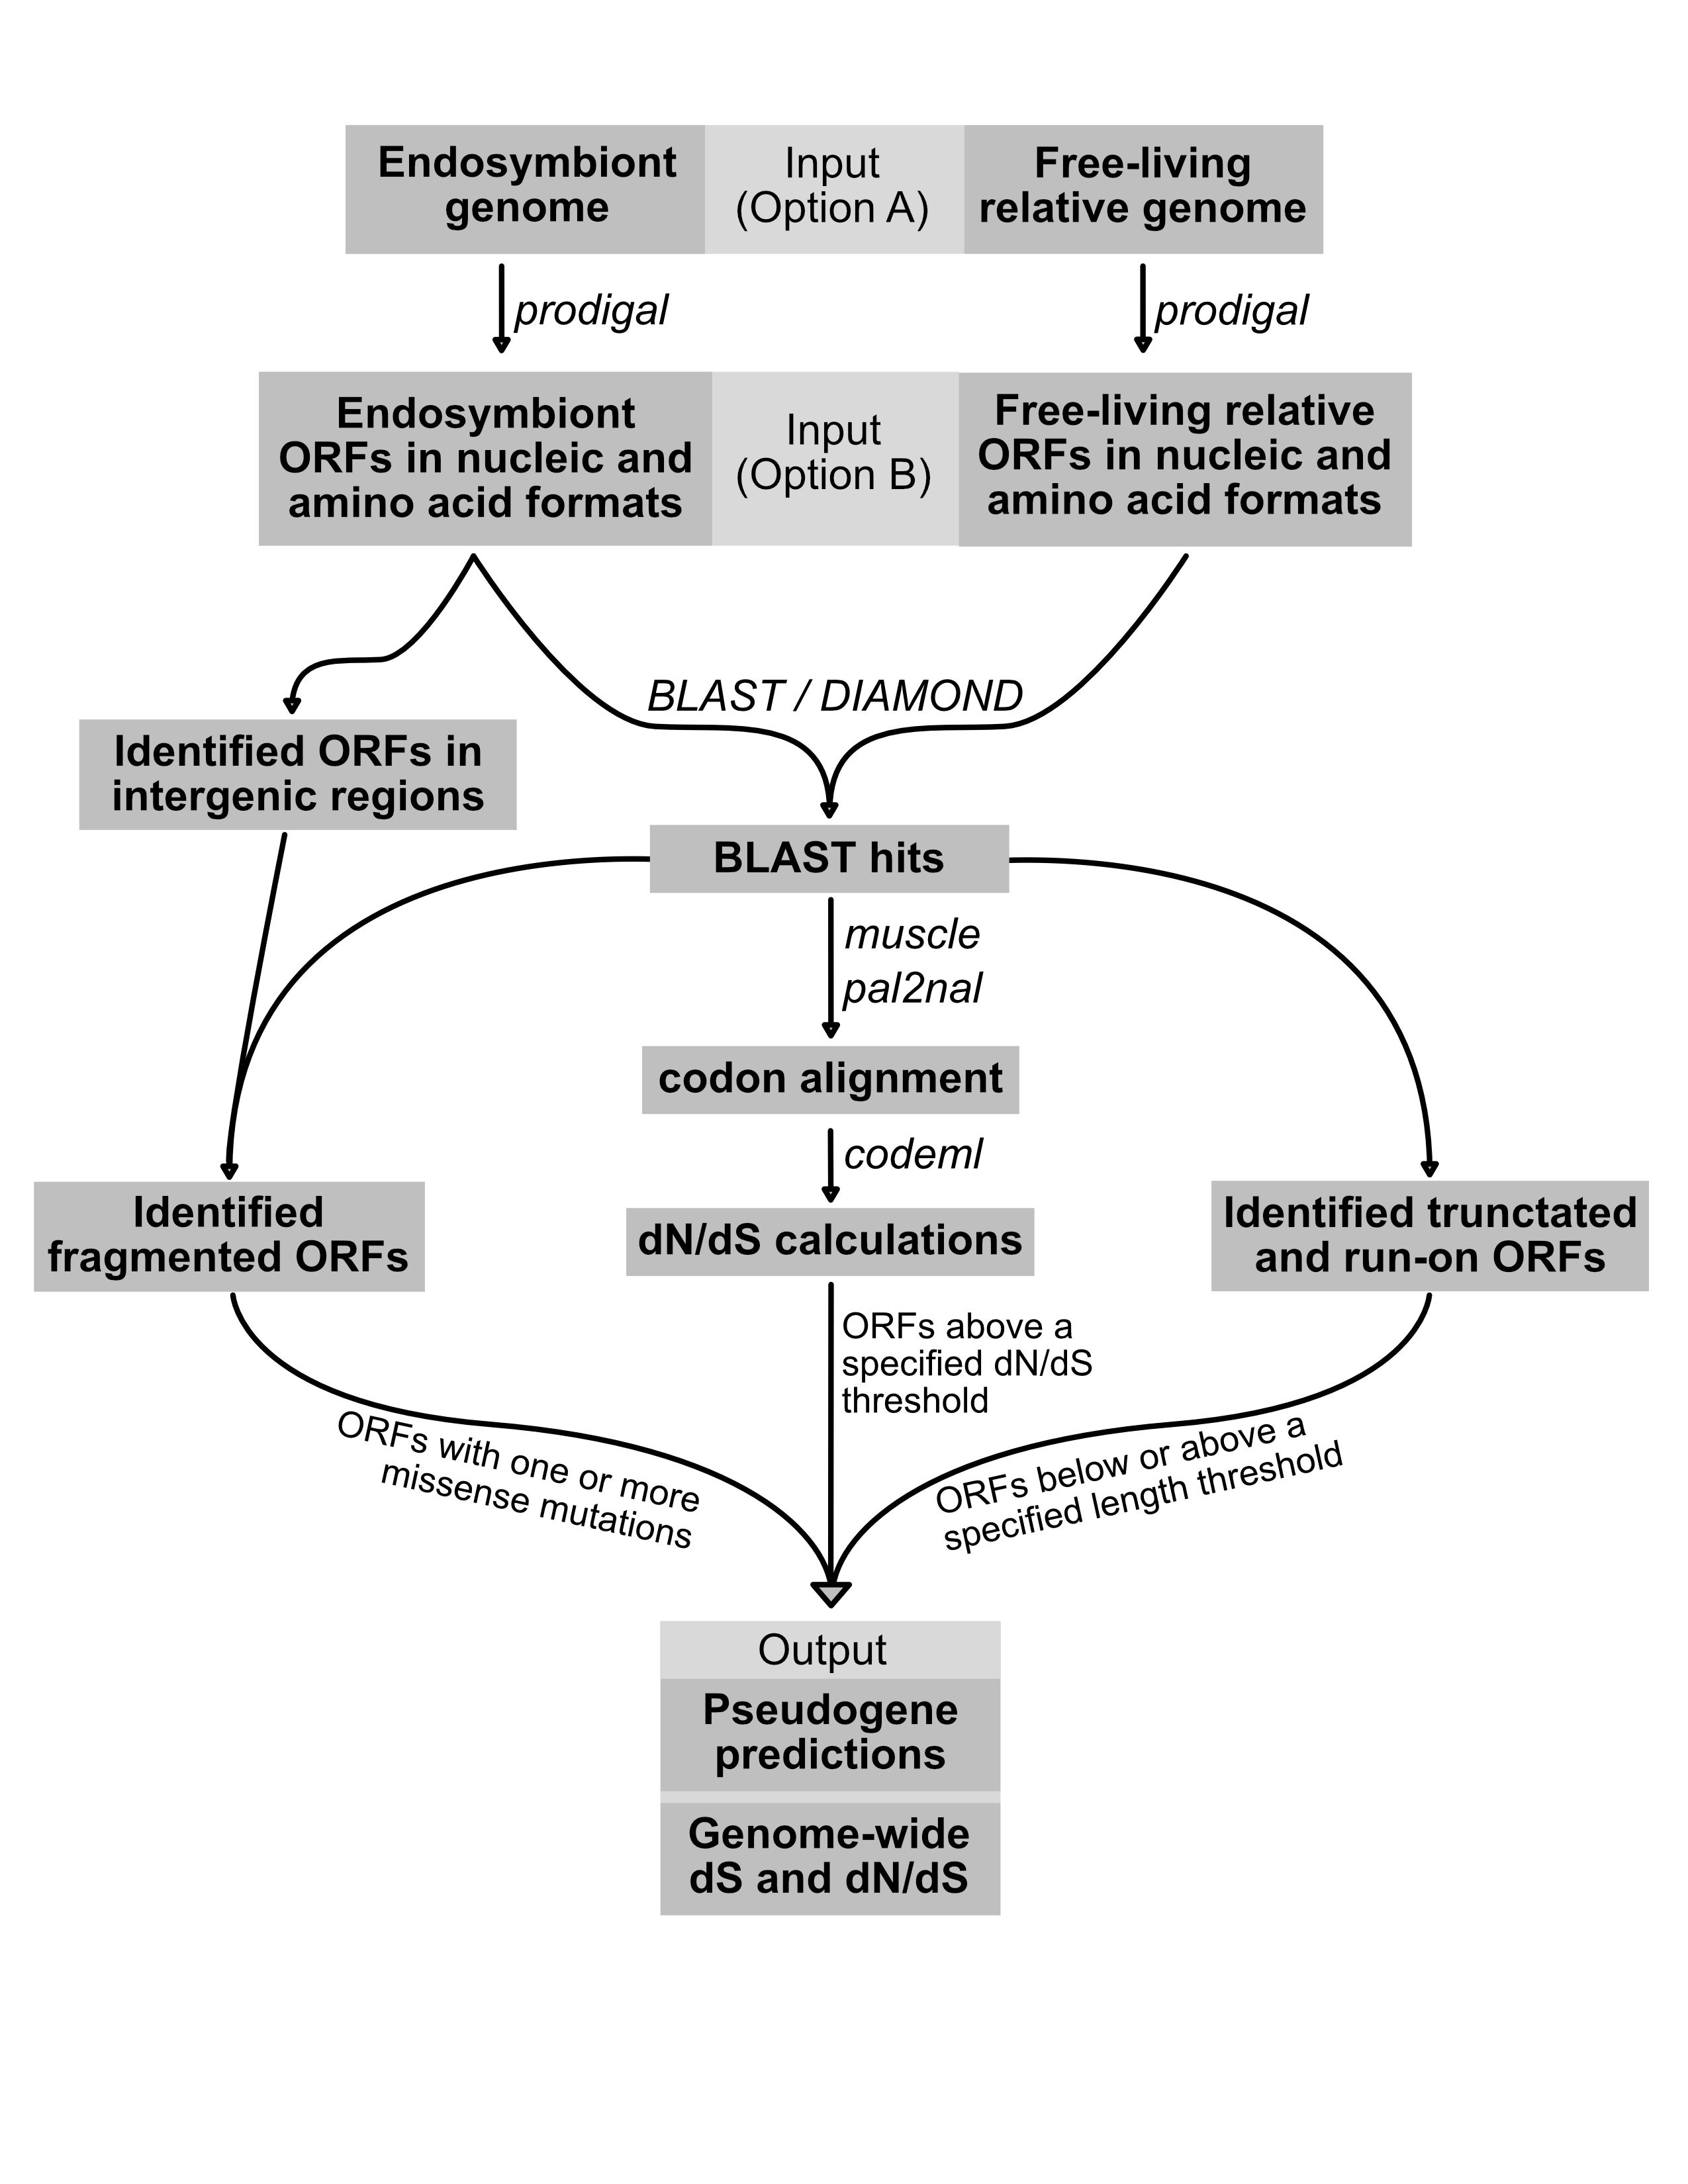 Endosymbiont
genome
Input
(Option A)
Free-living
relative genome
prodigal
prodigal
Endosymbiont
ORFs in nucleic and
amino acid formats
Input
(Option B)
Free-living relative
ORFs in nucleic and
amino acid formats
BLAST / DIAMOND
Identified ORFs in
intergenic regions
BLAST hits
muscle
pal2nal
codon alignment
codeml
Identified
fragmented ORFs
dN/dS calculations
Identified trunctated
and run-on ORFs
ORFs above a
specified dN/dS
threshold
ORFs with one or more
missense mutations
ORFs below or above a
specified length threshold
Output
Pseudogene
predictions
Genome-wide
dS and dN/dS